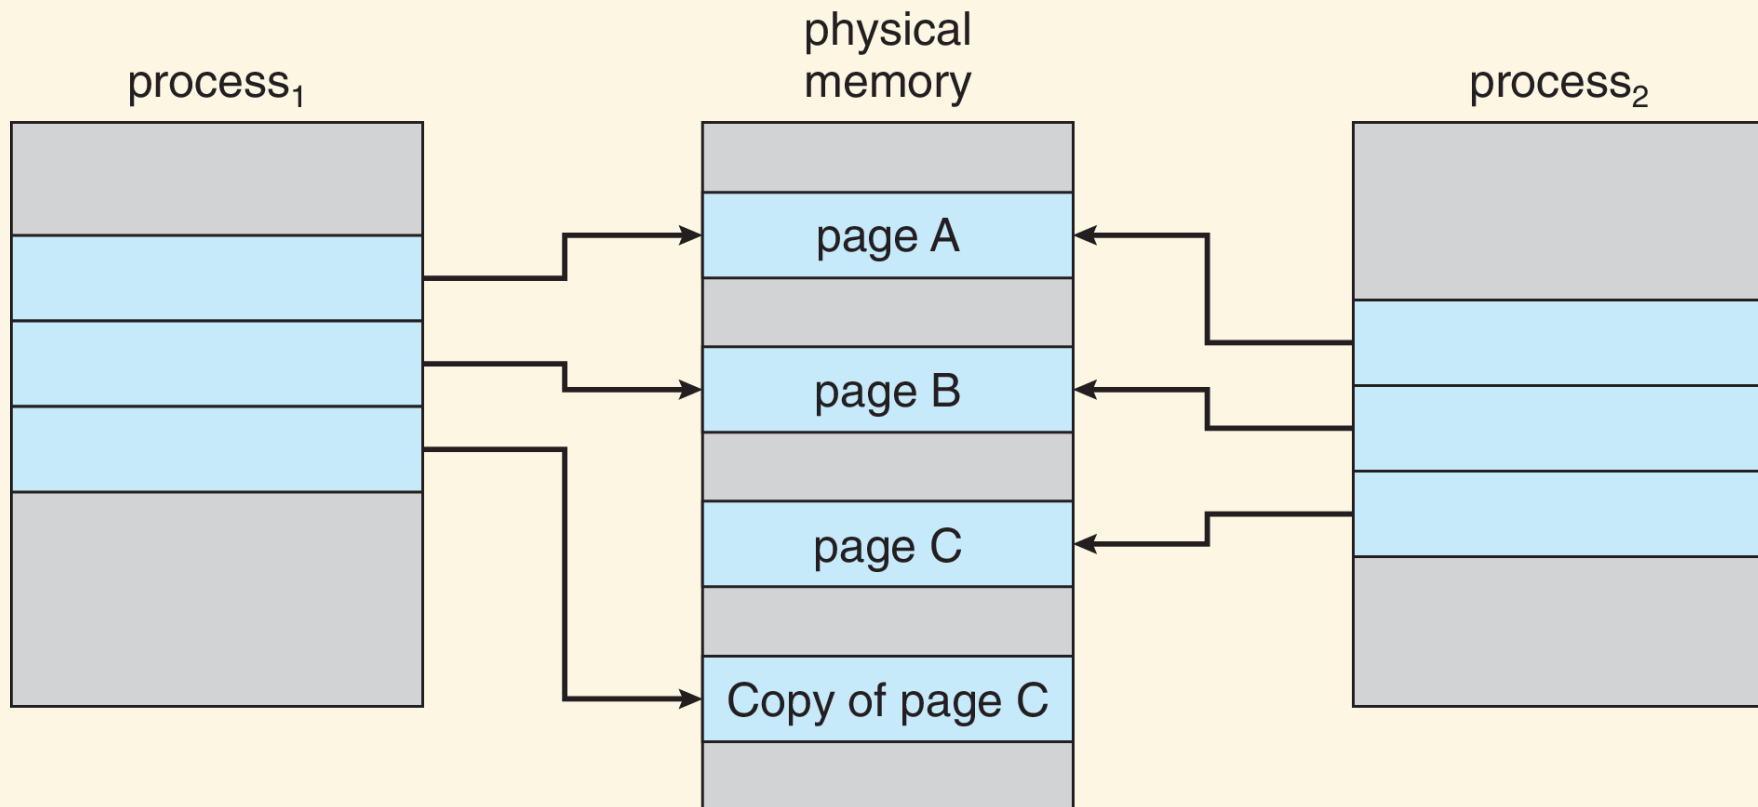 process₁
physical
memory
process₂
page A
page B
page C
Copy of page C